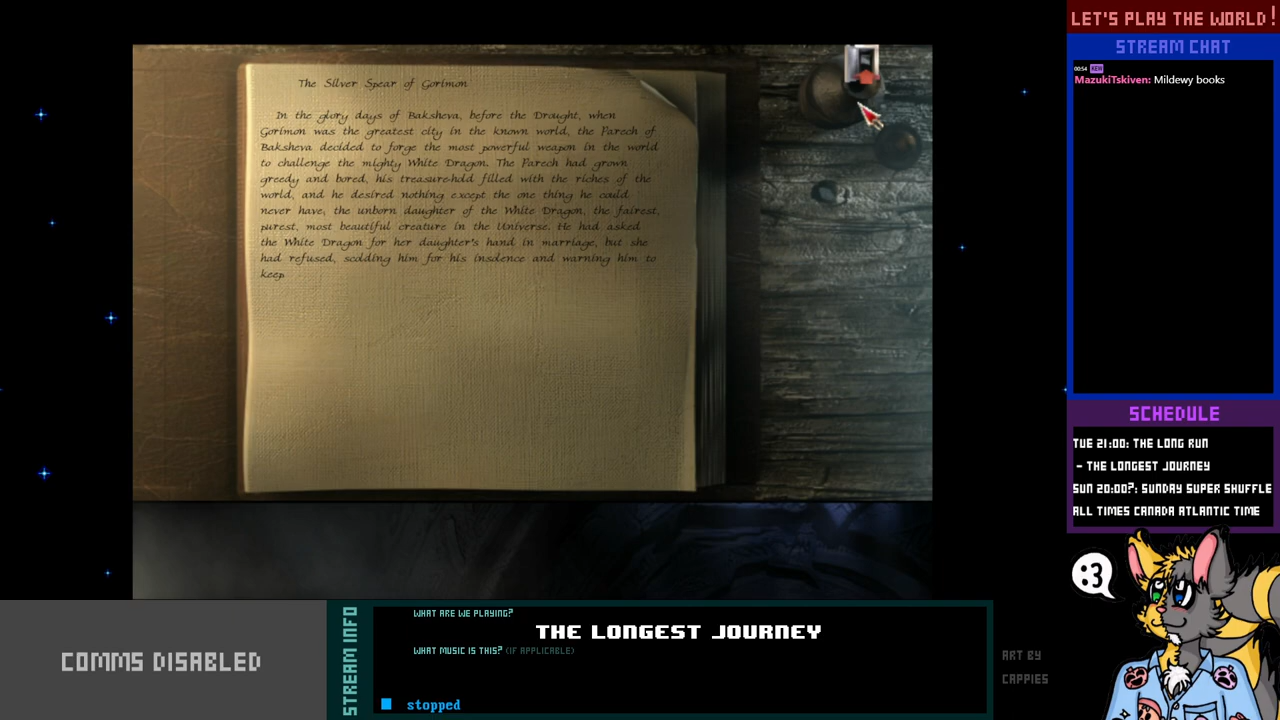 The Silver Spear of Gorimon
In the glory days of Baksheva, before the Drought, when
Gorimon was the greatest city in the known world, the Parech of
Baksheva decided to forge the most powerful weapon in the world
to challenge the mighty White Dragon. The Parech had grown
greedy and bored, his treasurehold filled with the riches of the
world, and he desired nothing except the one thing he could
never have; the unborn daughter of the White Dragon, the fairest,
purest, most beautiful creature in the Universe. He had asked
the White Dragon for her daughter's hand in marriage, but she
had refused, scolding him for his insolence and warning him to
keep
LET'S PLAY THE WORLD!
STREAM CHAT
00:54 NEW
MazukiTskiven: Mildewy books
SCHEDULE
TUE 21:00: THE LONG RUN
- THE LONGEST JOURNEY
SUN 20:00?: SUNDAY SUPER SHUFFLE
ALL TIMES CANADA ATLANTIC TIME
:3
COMMS DISABLED
STREAM INFO
WHAT ARE WE PLAYING?
THE LONGEST JOURNEY
WHAT MUSIC IS THIS? (IF APPLICABLE)
stopped
ART BY
CAPPIES